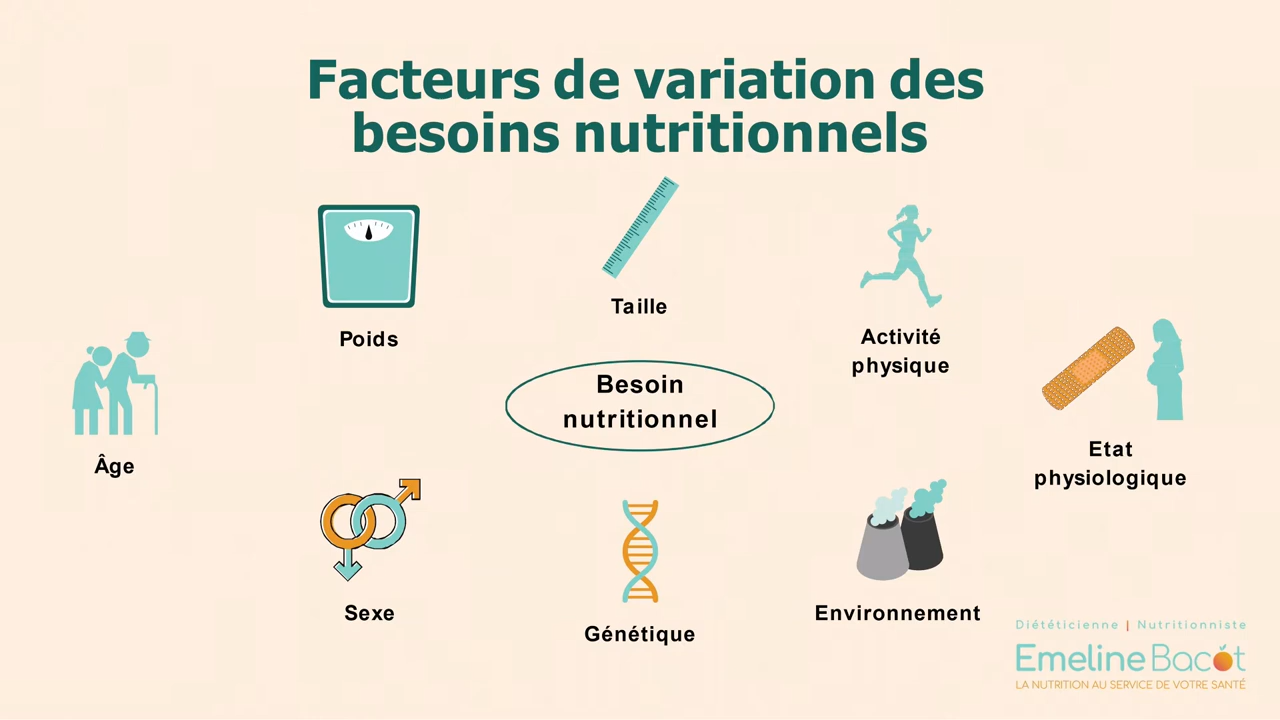 Facteurs de variation des
besoins nutritionnels
Poids
Taille
Activité
physique
Âge
Besoin
nutritionnel
Etat
physiologique
Sexe
Génétique
Environnement
Diététicienne | Nutritionniste
Emeline Bacot
LA NUTRITION AU SERVICE DE VOTRE SANTÉ